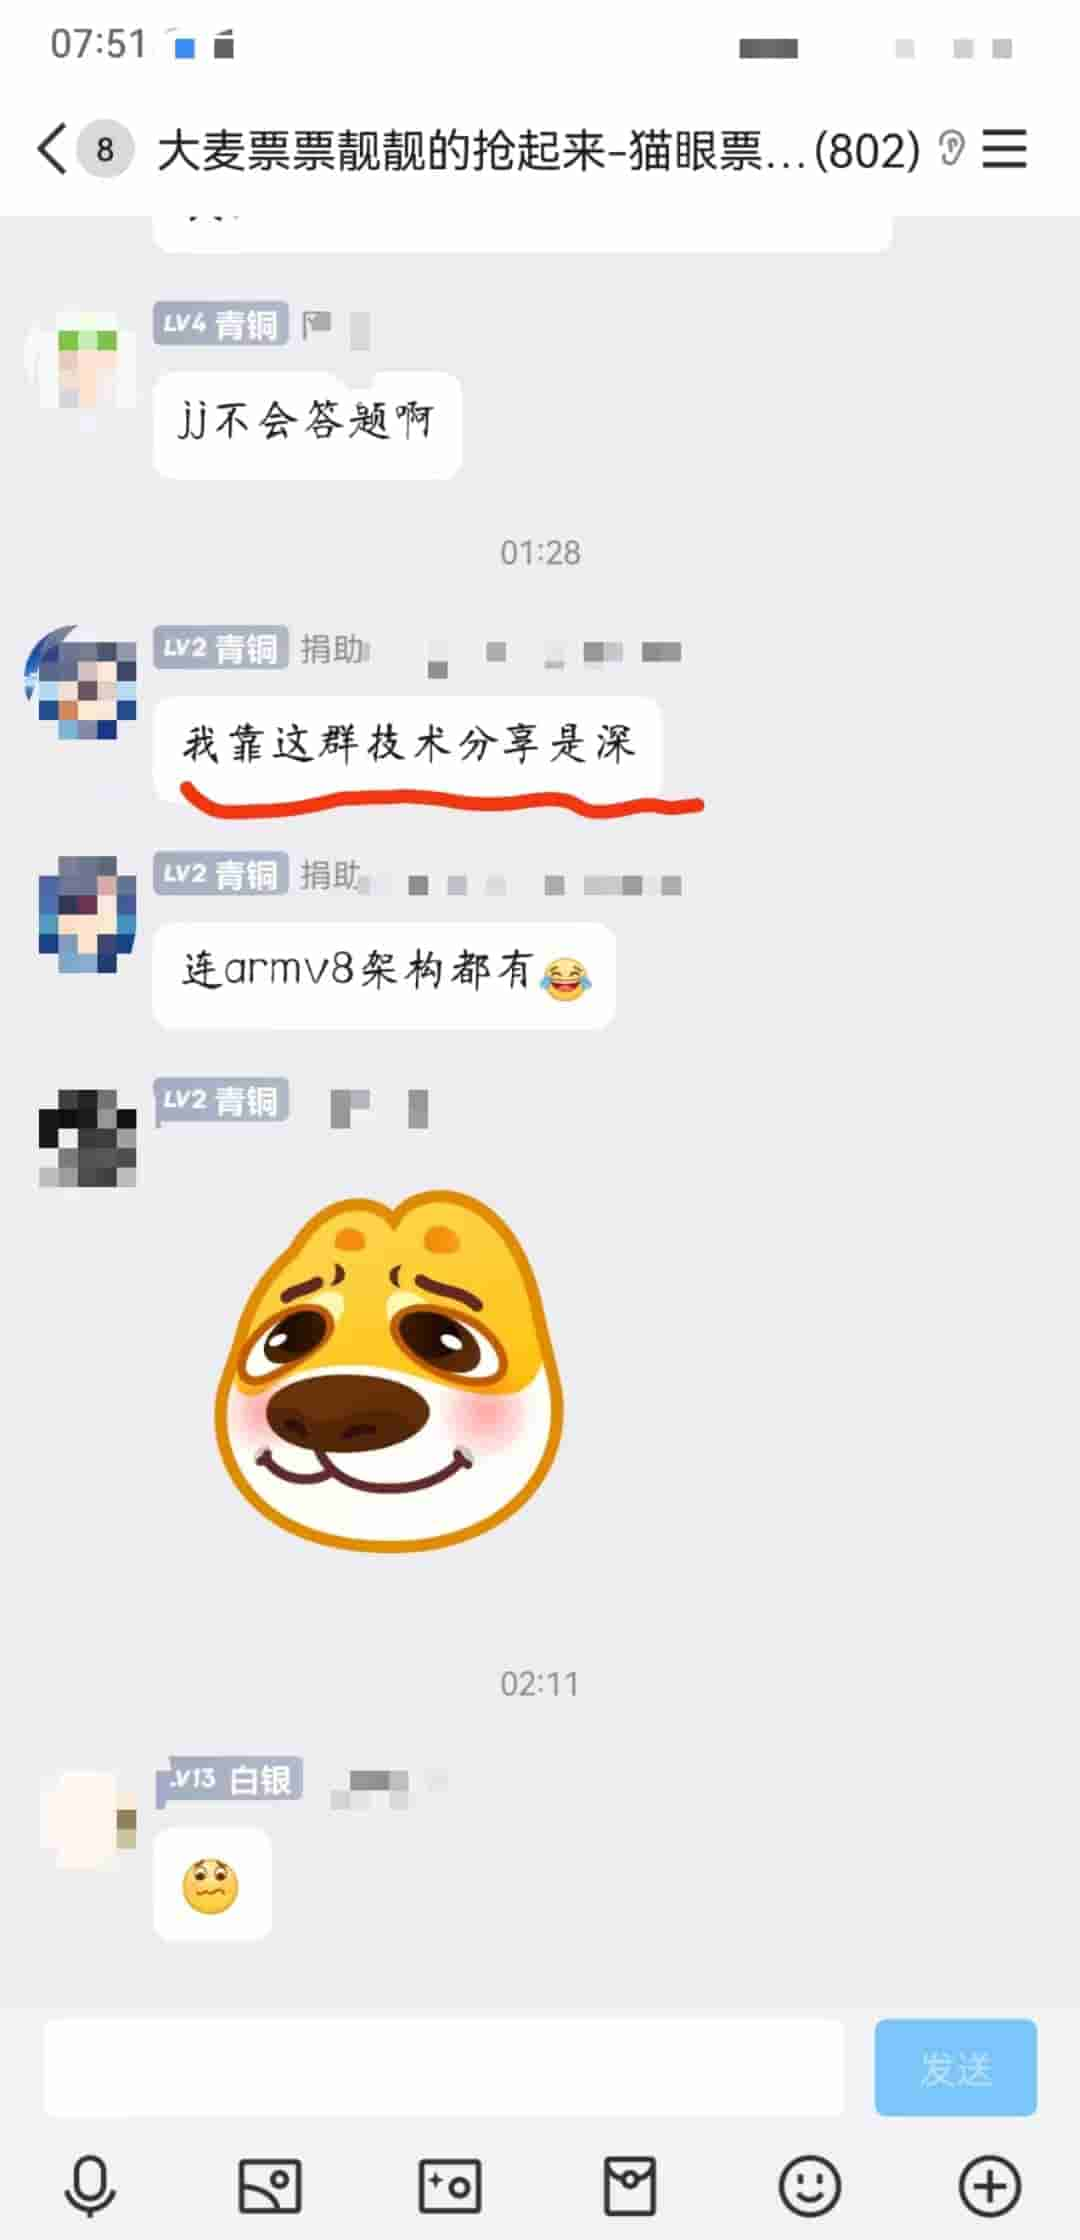 07:51
8 大麦票票靓靓的抢起来-猫眼票...(802)
LV4 青铜
jj不会答题啊
01:28
LV2 青铜 捐助
我靠这群技术分享是深
LV2 青铜 捐助
连armv8架构都有
LV2 青铜
02:11
LV13 白银
发送